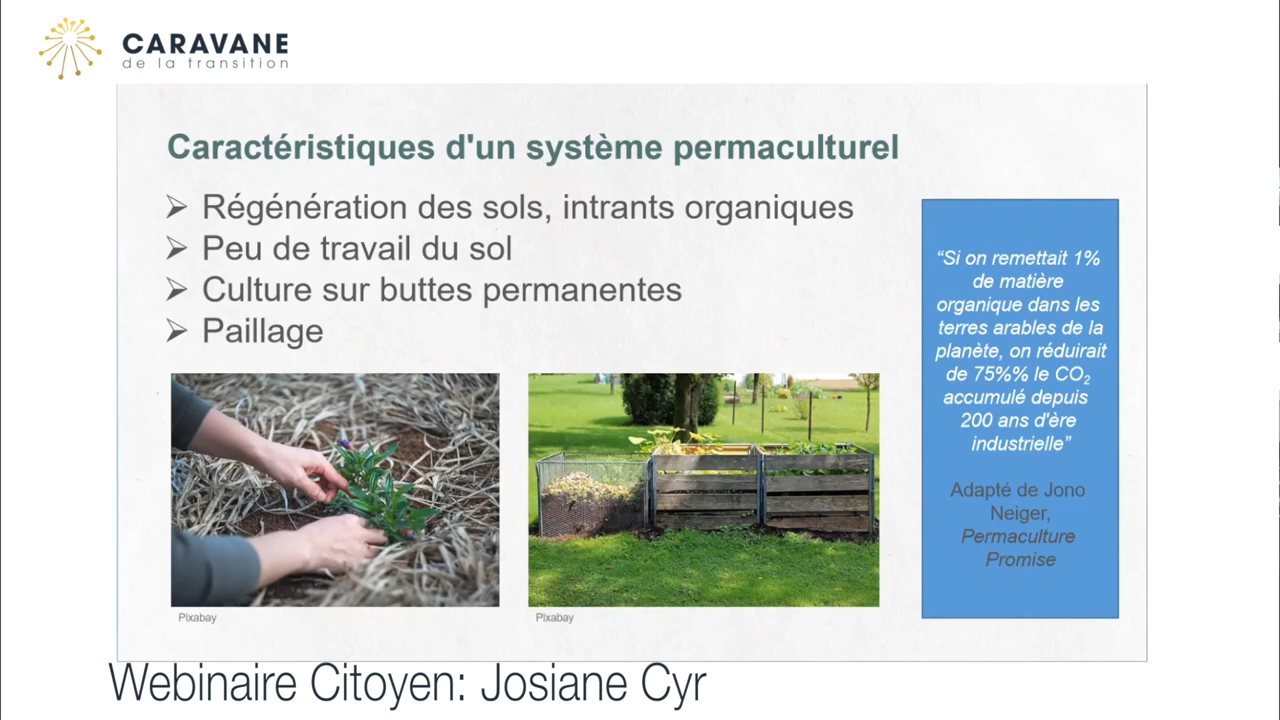 CARAVANE
de la transition
Caractéristiques d'un système permaculturel
➢ Régénération des sols, intrants organiques
➢ Peu de travail du sol
➢ Culture sur buttes permanentes
➢ Paillage
“Si on remettait 1%
de matière
organique dans les
terres arables de la
planète, on réduirait
de 75%% le CO₂
accumulé depuis
200 ans d'ère
industrielle”
Adapté de Jono
Neiger,
Permaculture
Promise
Pixabay
Pixabay
Webinaire Citoyen: Josiane Cyr